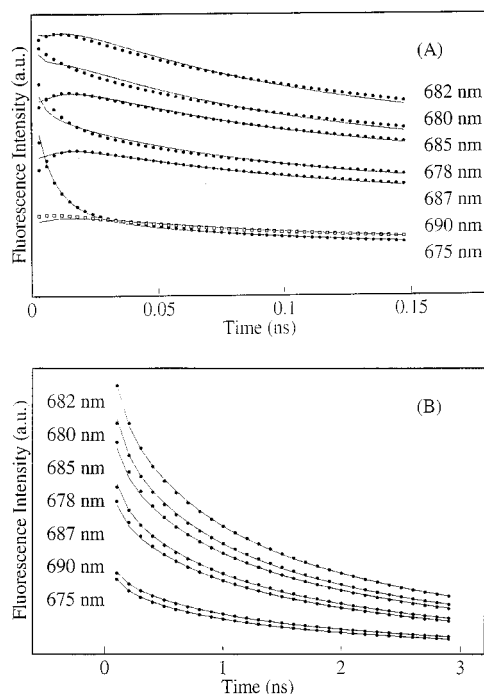 (A)
Fluorescence Intensity (a.u.)
682 nm
680 nm
685 nm
678 nm
687 nm
690 nm
675 nm
0
0.05
0.1
0.15
Time (ns)
(B)
Fluorescence Intensity (a.u.)
682 nm
680 nm
685 nm
678 nm
687 nm
690 nm
675 nm
0
1
2
3
Time (ns)